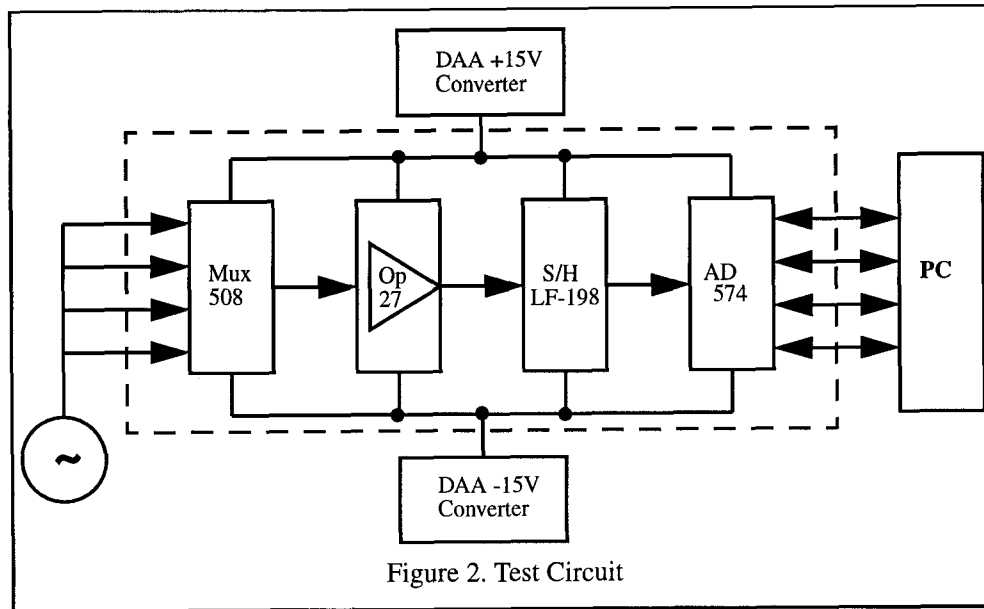 DAA +15V
Converter
Mux
508
Op
27
S/H
LF-198
AD
574
PC
~
DAA -15V
Converter
Figure 2. Test Circuit